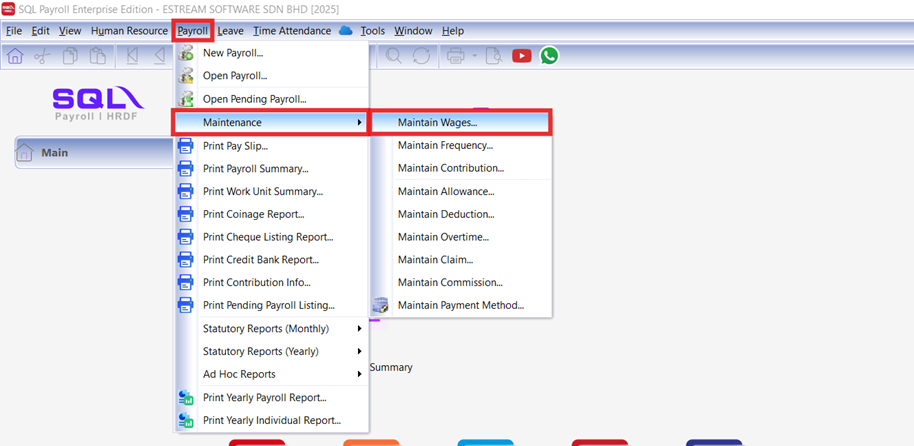 SQL Payroll Enterprise Edition - ESTREAM SOFTWARE SDN BHD [2025]
File Edit View Human Resource Payroll Leave Time Attendance Tools Window Help
New Payroll...
Open Payroll...
Open Pending Payroll...
Maintenance
Maintain Wages...
Maintain Frequency...
Maintain Contribution...
Maintain Allowance...
Maintain Deduction...
Maintain Overtime...
Maintain Claim...
Maintain Commission...
Maintain Payment Method...
Print Pay Slip...
Print Payroll Summary...
Print Work Unit Summary...
Print Coinage Report...
Print Cheque Listing Report...
Print Credit Bank Report...
Print Contribution Info...
Print Pending Payroll Listing...
Statutory Reports (Monthly)
Statutory Reports (Yearly)
Ad Hoc Reports
Print Yearly Payroll Report...
Print Yearly Individual Report...
SQL
Payroll | HRDF
Main
Summary